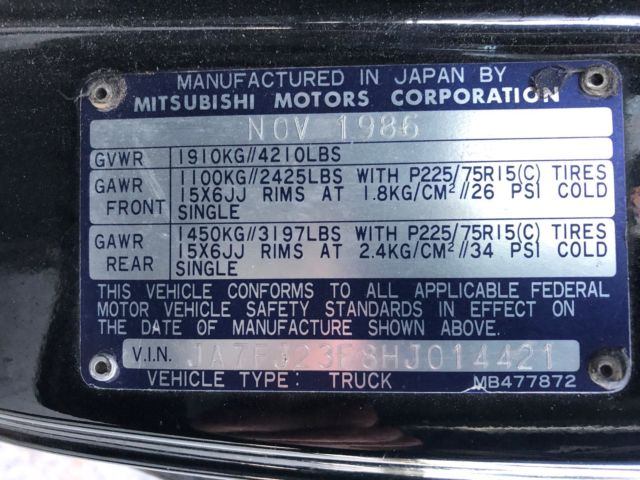 MANUFACTURED IN JAPAN BY
MITSUBISHI MOTORS CORPORATION
NOV 1986
GVWR 1910KG//4210LBS
GAWR FRONT 1100KG//2425LBS WITH P225/75R15(C) TIRES
15X6JJ RIMS AT 1.8KG/CM²//26 PSI COLD
SINGLE
GAWR REAR 1450KG//3197LBS WITH P225/75R15(C) TIRES
15X6JJ RIMS AT 2.4KG/CM²//34 PSI COLD
SINGLE
THIS VEHICLE CONFORMS TO ALL APPLICABLE FEDERAL
MOTOR VEHICLE SAFETY STANDARDS IN EFFECT ON
THE DATE OF MANUFACTURE SHOWN ABOVE.
V.I.N. JA7FJ23E8HJ014421
VEHICLE TYPE: TRUCK MB477872